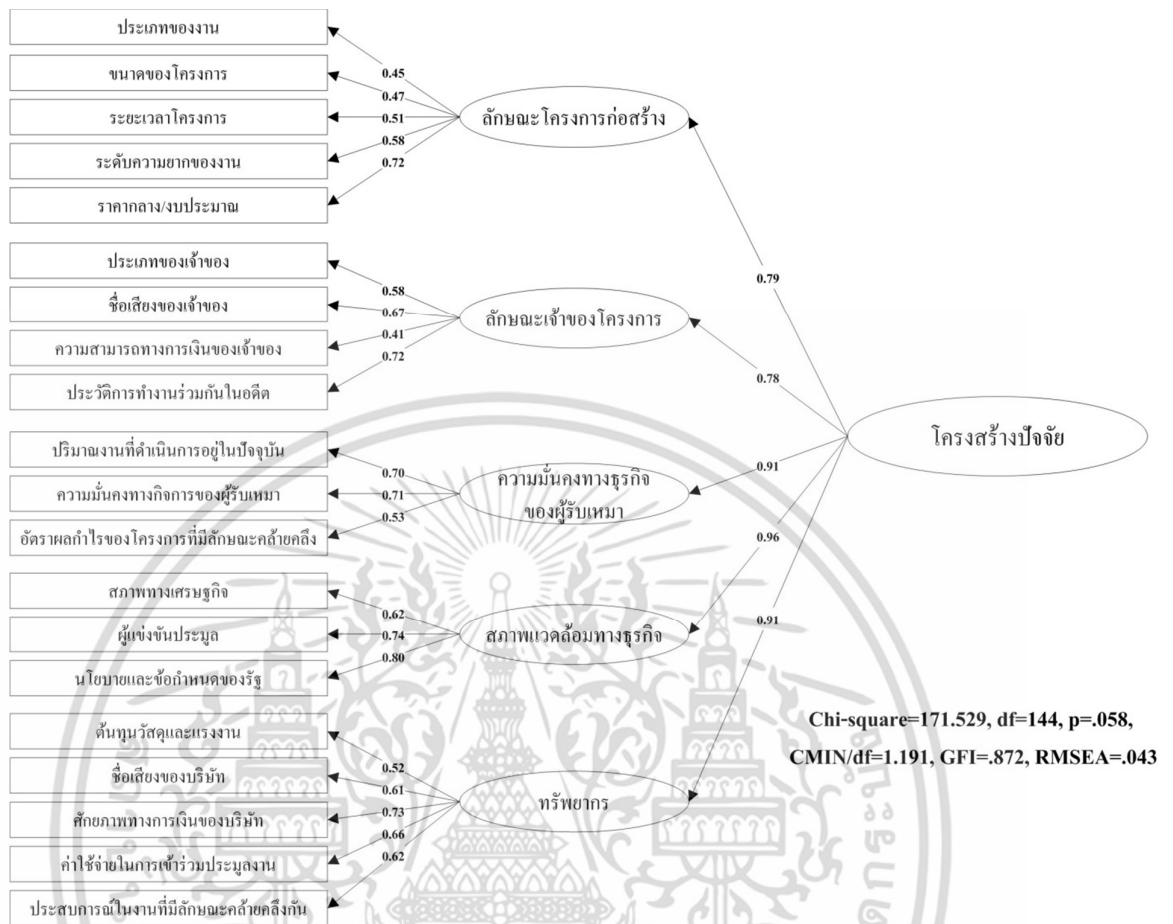 ประเภทของงาน
ขนาดของโครงการ
ระยะเวลาโครงการ
ระดับความยากของงาน
ราคากลาง/งบประมาณ
0.45
0.47
0.51
0.58
0.72
ลักษณะโครงการก่อสร้าง
ประเภทของเจ้าของ
ชื่อเสียงของเจ้าของ
ความสามารถทางการเงินของเจ้าของ
ประวัติการทำงานร่วมกันในอดีต
0.58
0.67
0.41
0.72
ลักษณะเจ้าของโครงการ
ปริมาณงานที่ดำเนินการอยู่ในปัจจุบัน
ความมั่นคงทางกิจการของผู้รับเหมา
อัตราผลกำไรของโครงการที่มีลักษณะคล้ายคลึง
0.70
0.71
0.53
ความมั่นคงทางธุรกิจ
ของผู้รับเหมา
สภาพทางเศรษฐกิจ
ผู้แข่งขันประมูล
นโยบายและข้อกำหนดของรัฐ
0.62
0.74
0.80
สภาพแวดล้อมทางธุรกิจ
ต้นทุนวัสดุและแรงงาน
ชื่อเสียงของบริษัท
ศักยภาพทางการเงินของบริษัท
ค่าใช้จ่ายในการเข้าร่วมประมูลงาน
ประสบการณ์ในงานที่มีลักษณะคล้ายคลึงกัน
0.52
0.61
0.73
0.66
0.62
ทรัพยากร
0.79
0.78
0.91
0.96
0.91
โครงสร้างปัจจัย
Chi-square=171.529, df=144, p=.058,
CMIN/df=1.191, GFI=.872, RMSEA=.043